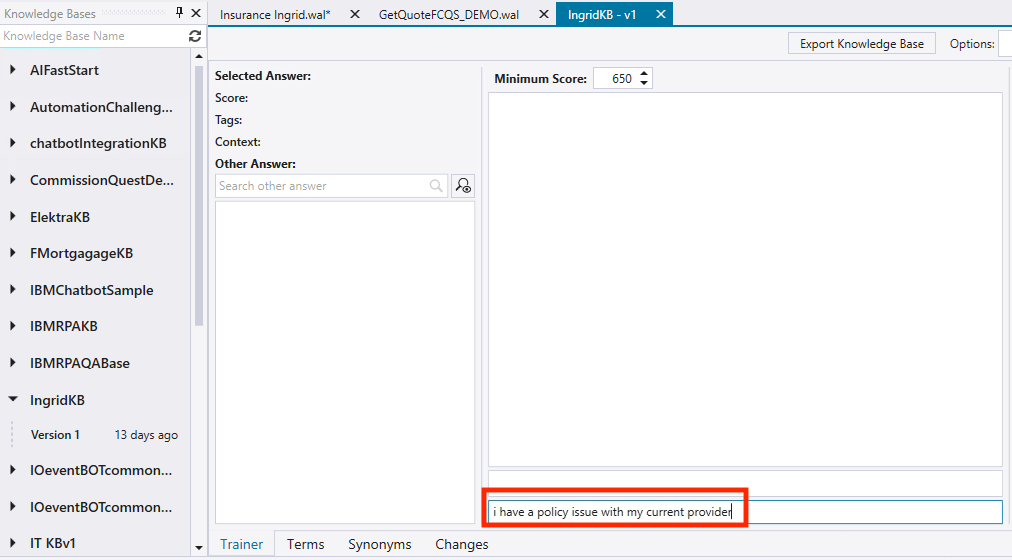 Knowledge Bases
Knowledge Base Name
AIFastStart
AutomationChalleng...
chatbotIntegrationKB
CommissionQuestDe...
ElektraKB
FMortgagageKB
IBMChatbotSample
IBMRPAKB
IBMRPAQABase
IngridKB
Version 1 13 days ago
IOeventBOTcommon...
IOeventBOTcommon...
IT KBv1
Insurance Ingrid.wal* GetQuoteFCQS_DEMO.wal IngridKB - v1
Export Knowledge Base Options:
Selected Answer:
Score:
Tags:
Context:
Other Answer:
Search other answer
Minimum Score: 650
i have a policy issue with my current provider
Trainer Terms Synonyms Changes